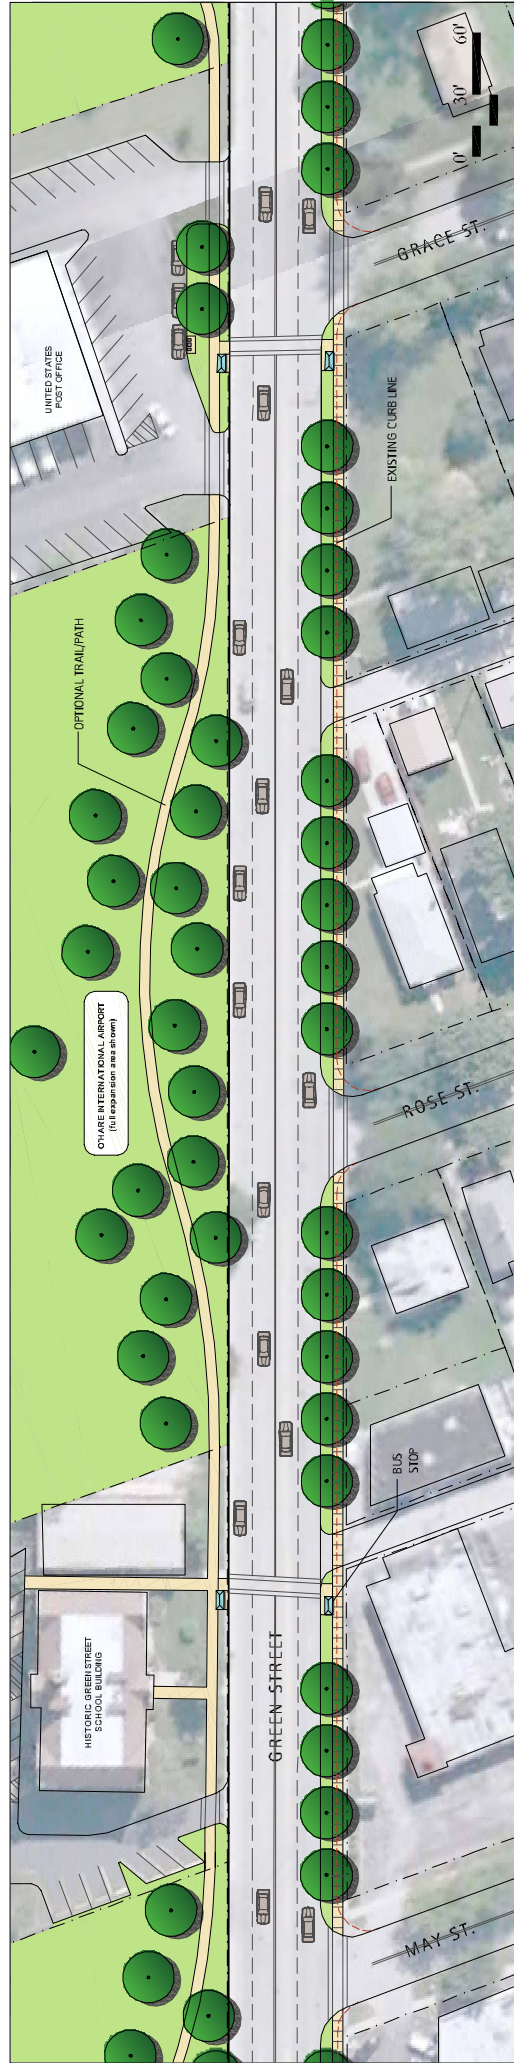 0'
30'
60'
GRACE ST.
UNITED STATES
POST OFFICE
EXISTING CURB LINE
OPTIONAL TRAIL/PATH
O'HARE INTERNATIONAL AIRPORT
(full expansion area shown)
ROSE ST.
BUS
STOP
HISTORIC GREEN STREET
SCHOOL BUILDING
GREEN STREET
MAY ST.